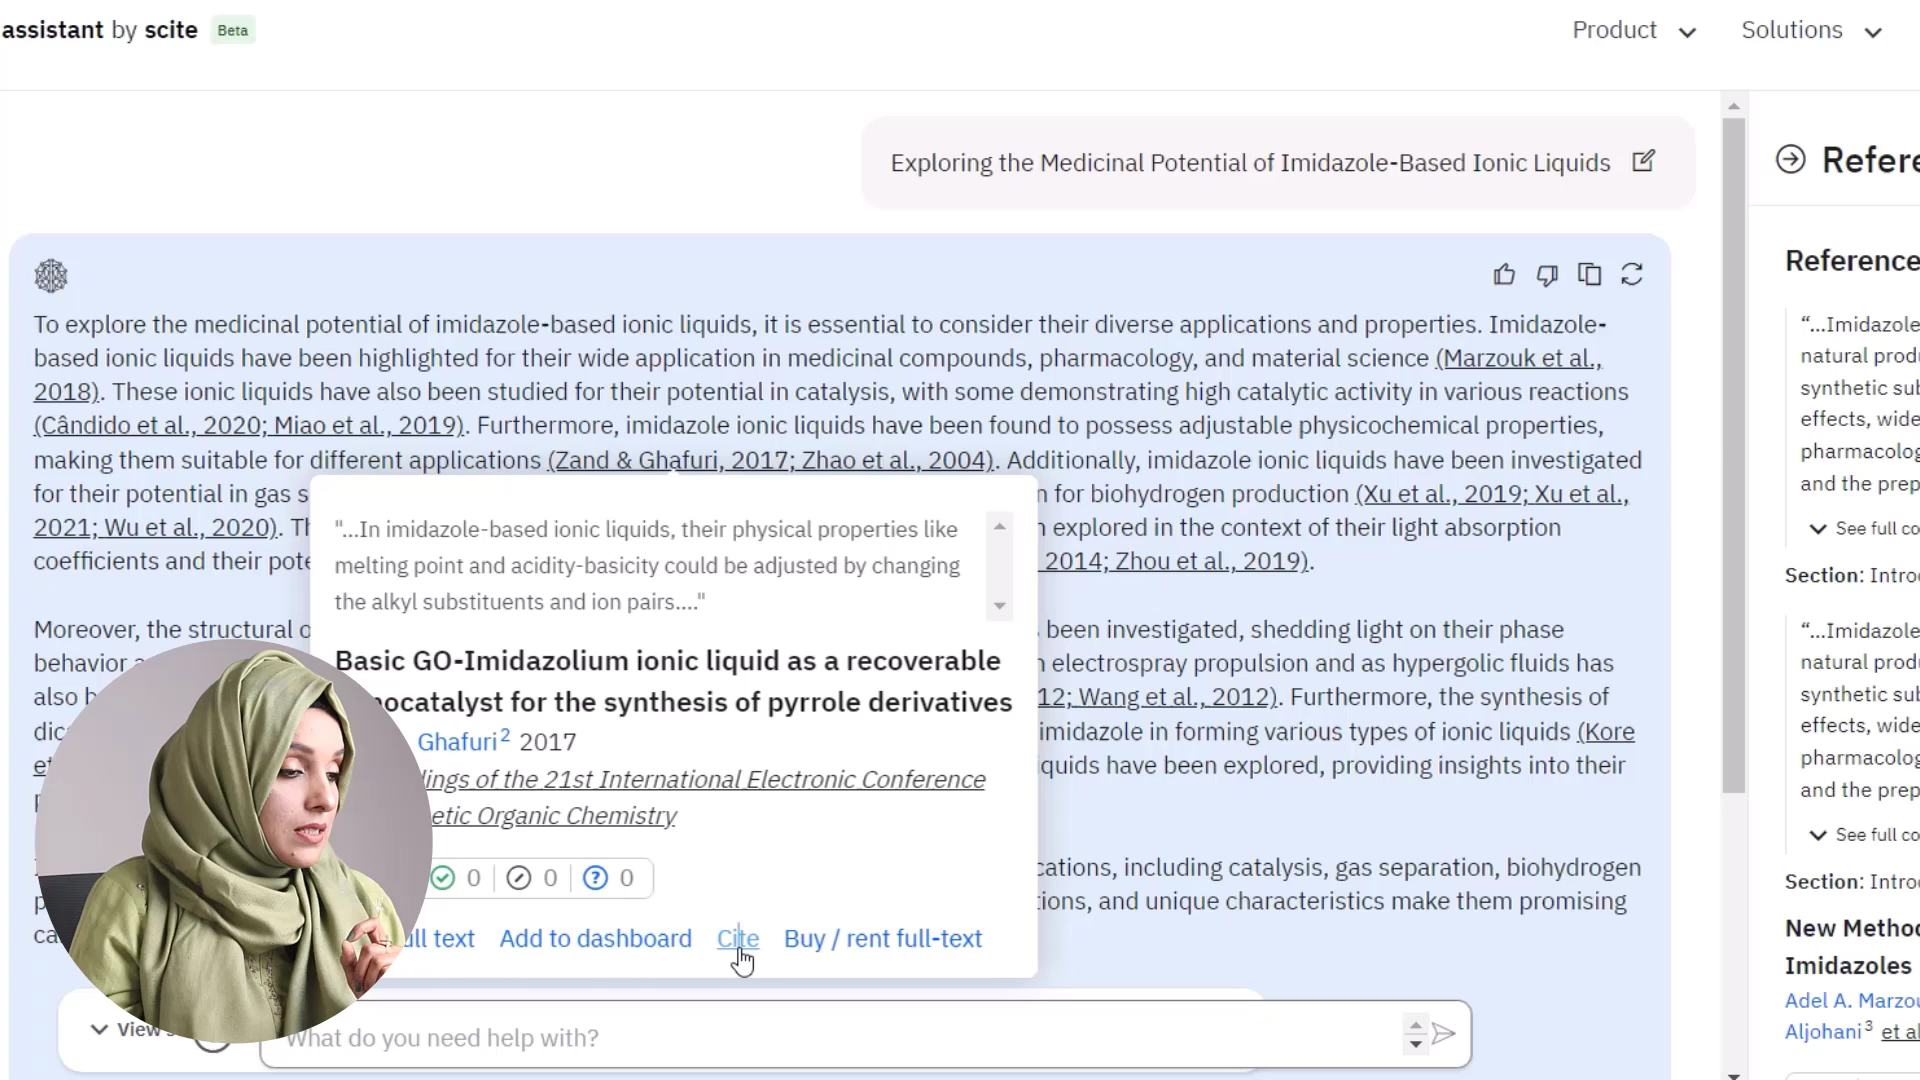 assistant by scite Beta
Product
Solutions
Exploring the Medicinal Potential of Imidazole-Based Ionic Liquids
To explore the medicinal potential of imidazole-based ionic liquids, it is essential to consider their diverse applications and properties. Imidazole-
based ionic liquids have been highlighted for their wide application in medicinal compounds, pharmacology, and material science (Marzouk et al.,
2018). These ionic liquids have also been studied for their potential in catalysis, with some demonstrating high catalytic activity in various reactions
(Cândido et al., 2020; Miao et al., 2019). Furthermore, imidazole ionic liquids have been found to possess adjustable physicochemical properties,
making them suitable for different applications (Zand & Ghafuri, 2017; Zhao et al., 2004). Additionally, imidazole ionic liquids have been investigated
for their potential in gas s
n for biohydrogen production (Xu et al., 2019; Xu et al.,
2021; Wu et al., 2020). Th
n explored in the context of their light absorption
coefficients and their pote
2014; Zhou et al., 2019).
Moreover, the structural o
been investigated, shedding light on their phase
behavior a
n electrospray propulsion and as hypergolic fluids has
also b
12; Wang et al., 2012). Furthermore, the synthesis of
dic
imidazole in forming various types of ionic liquids (Kore
et
iquids have been explored, providing insights into their
p
cations, including catalysis, gas separation, biohydrogen
p
tions, and unique characteristics make them promising
ca
"...In imidazole-based ionic liquids, their physical properties like
melting point and acidity-basicity could be adjusted by changing
the alkyl substituents and ion pairs...."
Basic GO-Imidazolium ionic liquid as a recoverable
nocatalyst for the synthesis of pyrrole derivatives
Ghafuri 2 2017
lings of the 21st International Electronic Conference
etic Organic Chemistry
0 0 0
ull text Add to dashboard Cite Buy / rent full-text
View s
What do you need help with?
Refere
Reference
“...Imidazole
natural produ
synthetic sub
effects, wide
pharmacolog
and the prep
See full co
Section: Intro
“...Imidazole
natural produ
synthetic sub
effects, wide
pharmacolog
and the prep
See full co
Section: Intro
New Metho
Imidazoles
Adel A. Marzou
Aljohani 3 et al